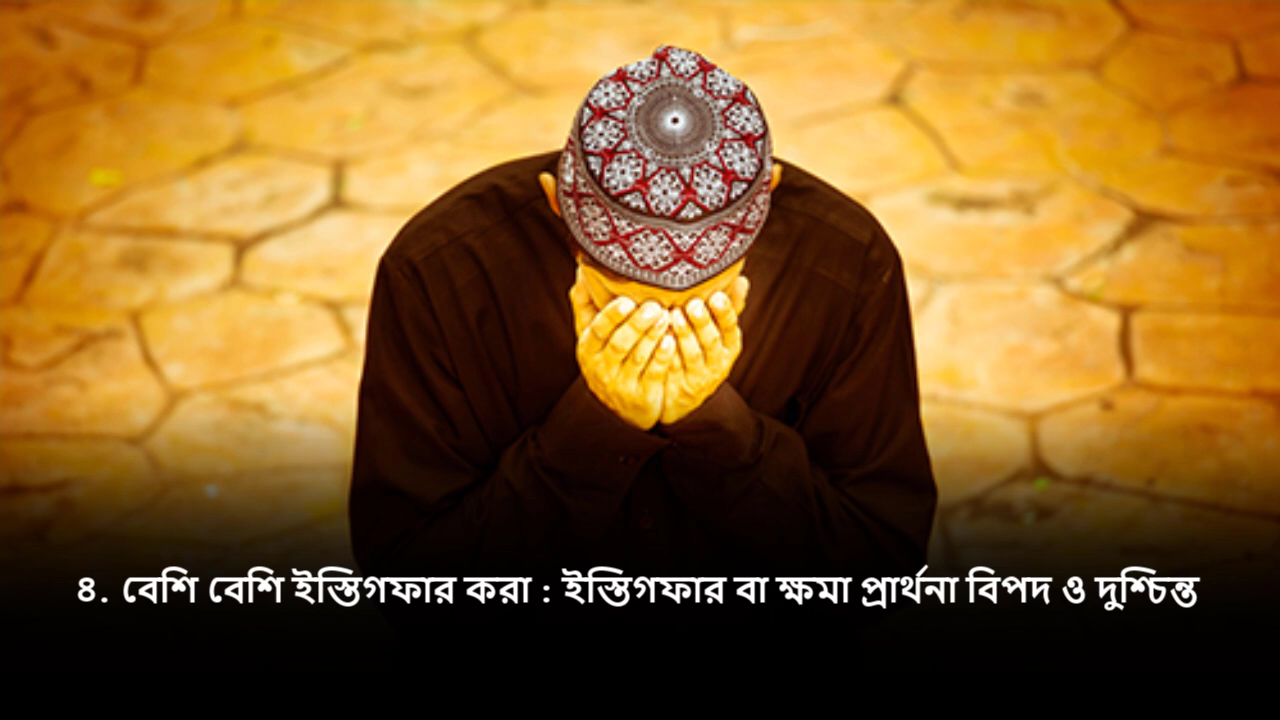 ৪. বেশি বেশি ইস্তিগফার করা : ইস্তিগফার বা ক্ষমা প্রার্থনা বিপদ ও দুশ্চিন্ত